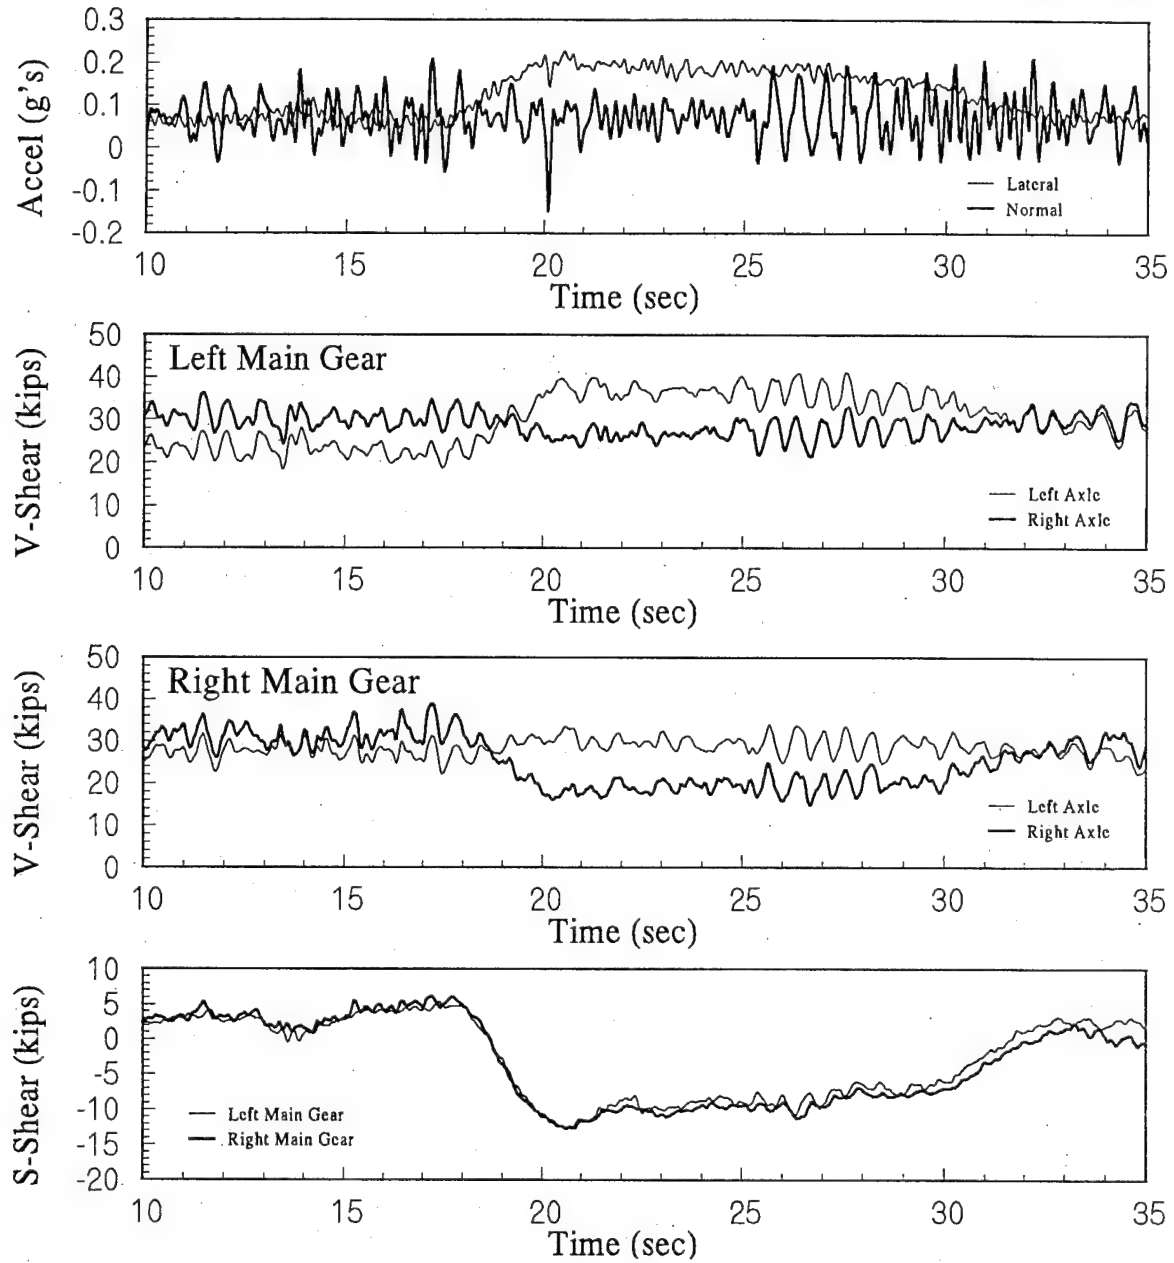 0.3
0.2
0.1
0
-0.1
-0.2
Accel (g's)
Lateral
Normal
10 15 20 25 30 35
Time (sec)
50
40
30
20
10
0
V-Shear (kips)
Left Main Gear
Left Axle
Right Axle
10 15 20 25 30 35
Time (sec)
50
40
30
20
10
0
V-Shear (kips)
Right Main Gear
Left Axle
Right Axle
10 15 20 25 30 35
Time (sec)
10
5
0
-5
-10
-15
-20
S-Shear (kips)
Left Main Gear
Right Main Gear
10 15 20 25 30 35
Time (sec)